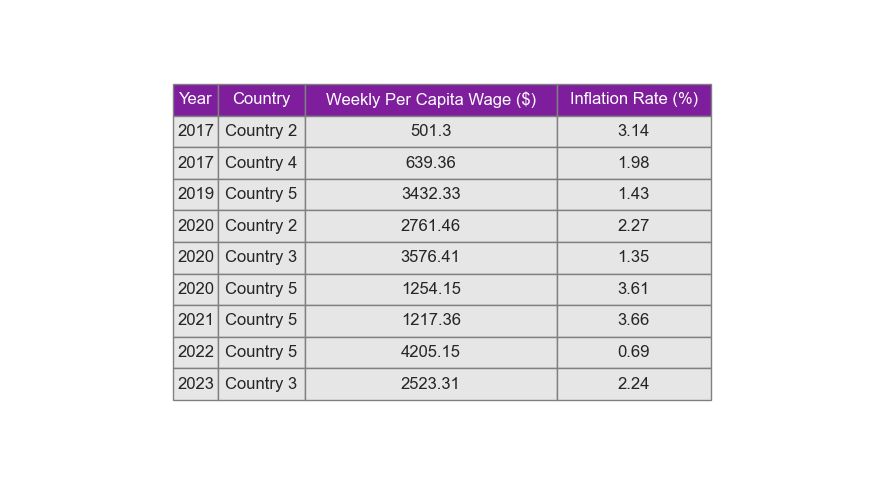 Year Country Weekly Per Capita Wage ($) Inflation Rate (%)
2017 Country 2 501.3 3.14
2017 Country 4 639.36 1.98
2019 Country 5 3432.33 1.43
2020 Country 2 2761.46 2.27
2020 Country 3 3576.41 1.35
2020 Country 5 1254.15 3.61
2021 Country 5 1217.36 3.66
2022 Country 5 4205.15 0.69
2023 Country 3 2523.31 2.24